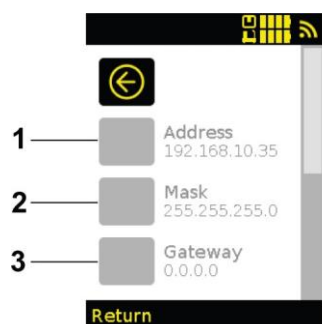 1
Address
192.168.10.35
2
Mask
255.255.255.0
3
Gateway
0.0.0.0
Return